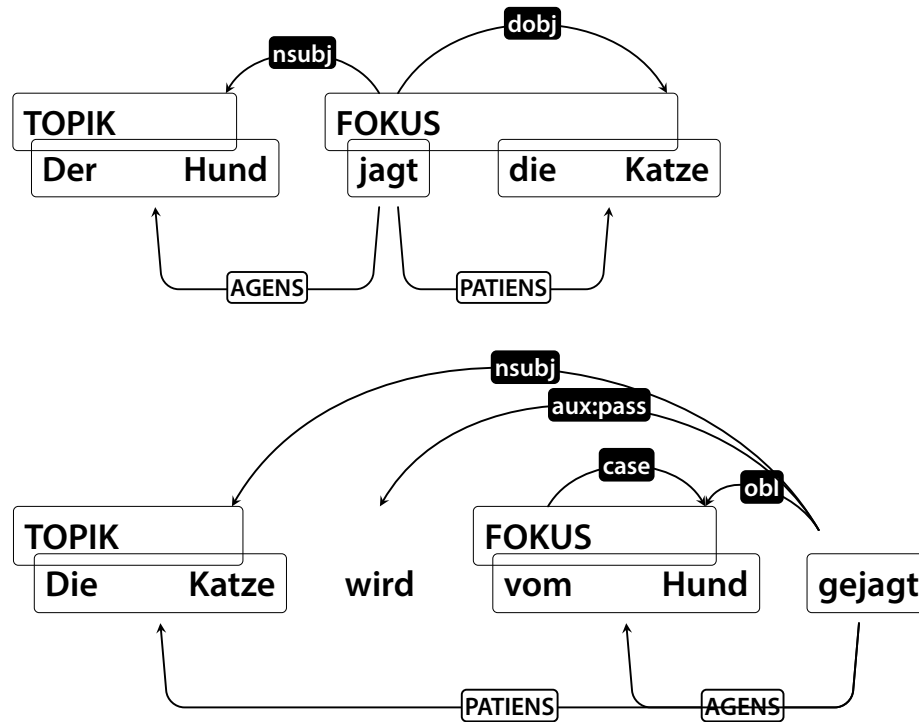 dobj
nsubj
TOPIK FOKUS
Der Hund jagt die Katze
AGENS PATIENS
nsubj
aux:pass
case
obl
TOPIK FOKUS
Die Katze wird vom Hund gejagt
PATIENS AGENS